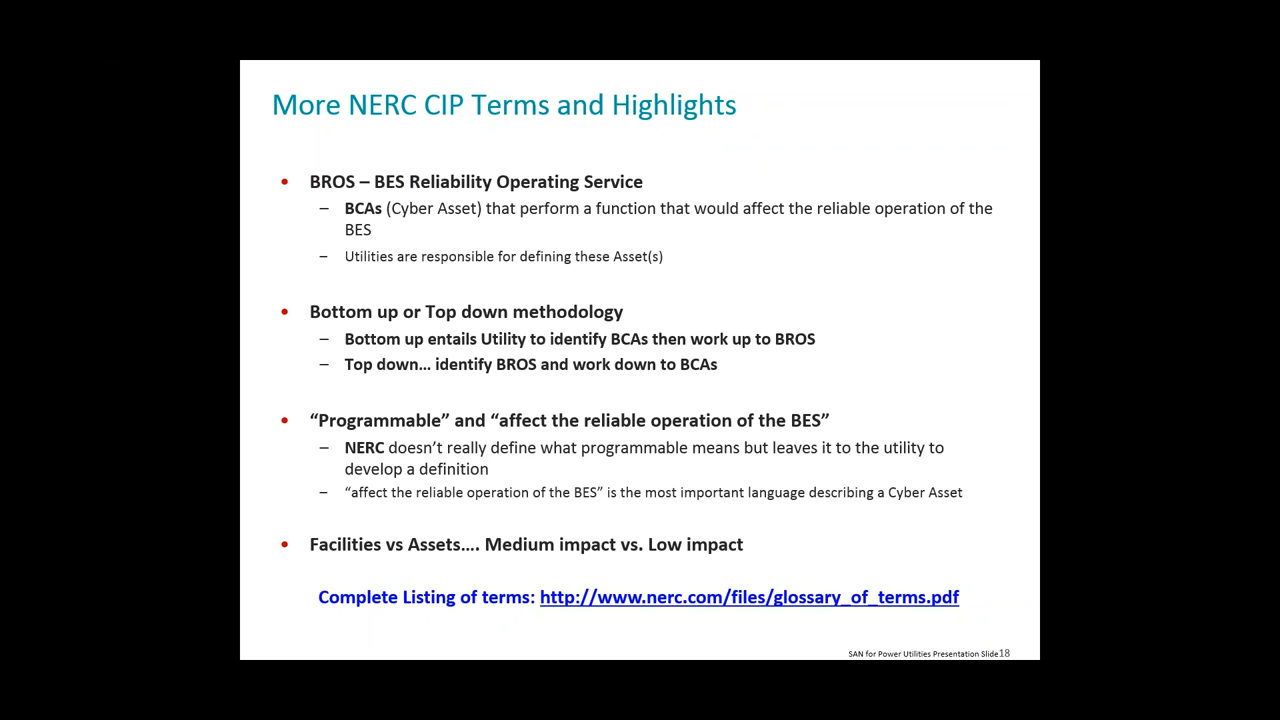 More NERC CIP Terms and Highlights
• BROS – BES Reliability Operating Service
– BCAs (Cyber Asset) that perform a function that would affect the reliable operation of the
BES
– Utilities are responsible for defining these Asset(s)
• Bottom up or Top down methodology
– Bottom up entails Utility to identify BCAs then work up to BROS
– Top down… identify BROS and work down to BCAs
• “Programmable” and “affect the reliable operation of the BES”
– NERC doesn’t really define what programmable means but leaves it to the utility to
develop a definition
– “affect the reliable operation of the BES” is the most important language describing a Cyber Asset
• Facilities vs Assets…. Medium impact vs. Low impact
Complete Listing of terms: http://www.nerc.com/files/glossary_of_terms.pdf
SAN for Power Utilities Presentation Slide18